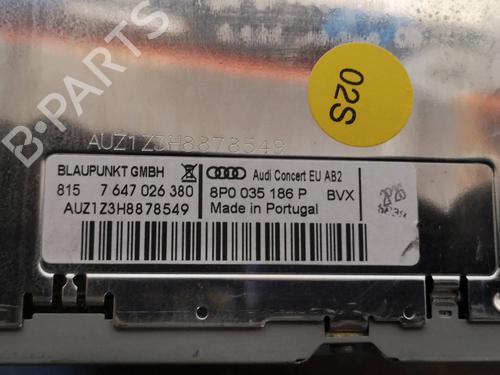 B-PARTS
02S
AUZ1Z3H8878549
BLAUPUNKT GMBH
Audi Concert EU AB2
815 7 647 026 380
8P0 035 186 P BVX
AUZ1Z3H8878549
Made in Portugal